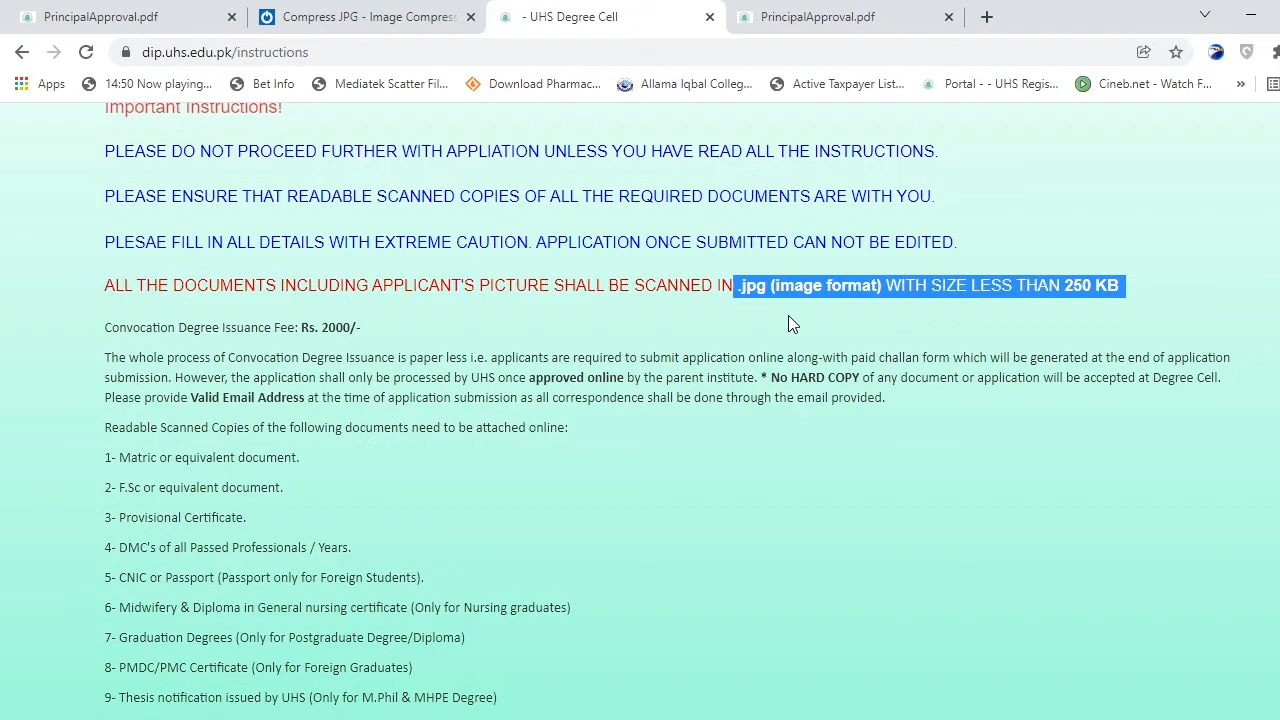 PrincipalApproval.pdf
Compress JPG - Image Compress
- UHS Degree Cell
PrincipalApproval.pdf
dip.uhs.edu.pk/instructions
Apps
14:50 Now playing...
Bet Info
Mediatek Scatter Fil...
Download Pharmac...
Allama Iqbal Colleg...
Active Taxpayer List...
Portal - - UHS Regis...
Cineb.net - Watch F...
Important Instructions!
PLEASE DO NOT PROCEED FURTHER WITH APPLIATION UNLESS YOU HAVE READ ALL THE INSTRUCTIONS.
PLEASE ENSURE THAT READABLE SCANNED COPIES OF ALL THE REQUIRED DOCUMENTS ARE WITH YOU.
PLESAE FILL IN ALL DETAILS WITH EXTREME CAUTION. APPLICATION ONCE SUBMITTED CAN NOT BE EDITED.
ALL THE DOCUMENTS INCLUDING APPLICANT'S PICTURE SHALL BE SCANNED IN .jpg (image format) WITH SIZE LESS THAN 250 KB
Convocation Degree Issuance Fee: Rs. 2000/-
The whole process of Convocation Degree Issuance is paper less i.e. applicants are required to submit application online along-with paid challan form which will be generated at the end of application
submission. However, the application shall only be processed by UHS once approved online by the parent institute. * No HARD COPY of any document or application will be accepted at Degree Cell.
Please provide Valid Email Address at the time of application submission as all correspondence shall be done through the email provided.
Readable Scanned Copies of the following documents need to be attached online:
1- Matric or equivalent document.
2- F.Sc or equivalent document.
3- Provisional Certificate.
4- DMC's of all Passed Professionals / Years.
5- CNIC or Passport (Passport only for Foreign Students).
6- Midwifery & Diploma in General nursing certificate (Only for Nursing graduates)
7- Graduation Degrees (Only for Postgraduate Degree/Diploma)
8- PMDC/PMC Certificate (Only for Foreign Graduates)
9- Thesis notification issued by UHS (Only for M.Phil & MHPE Degree)